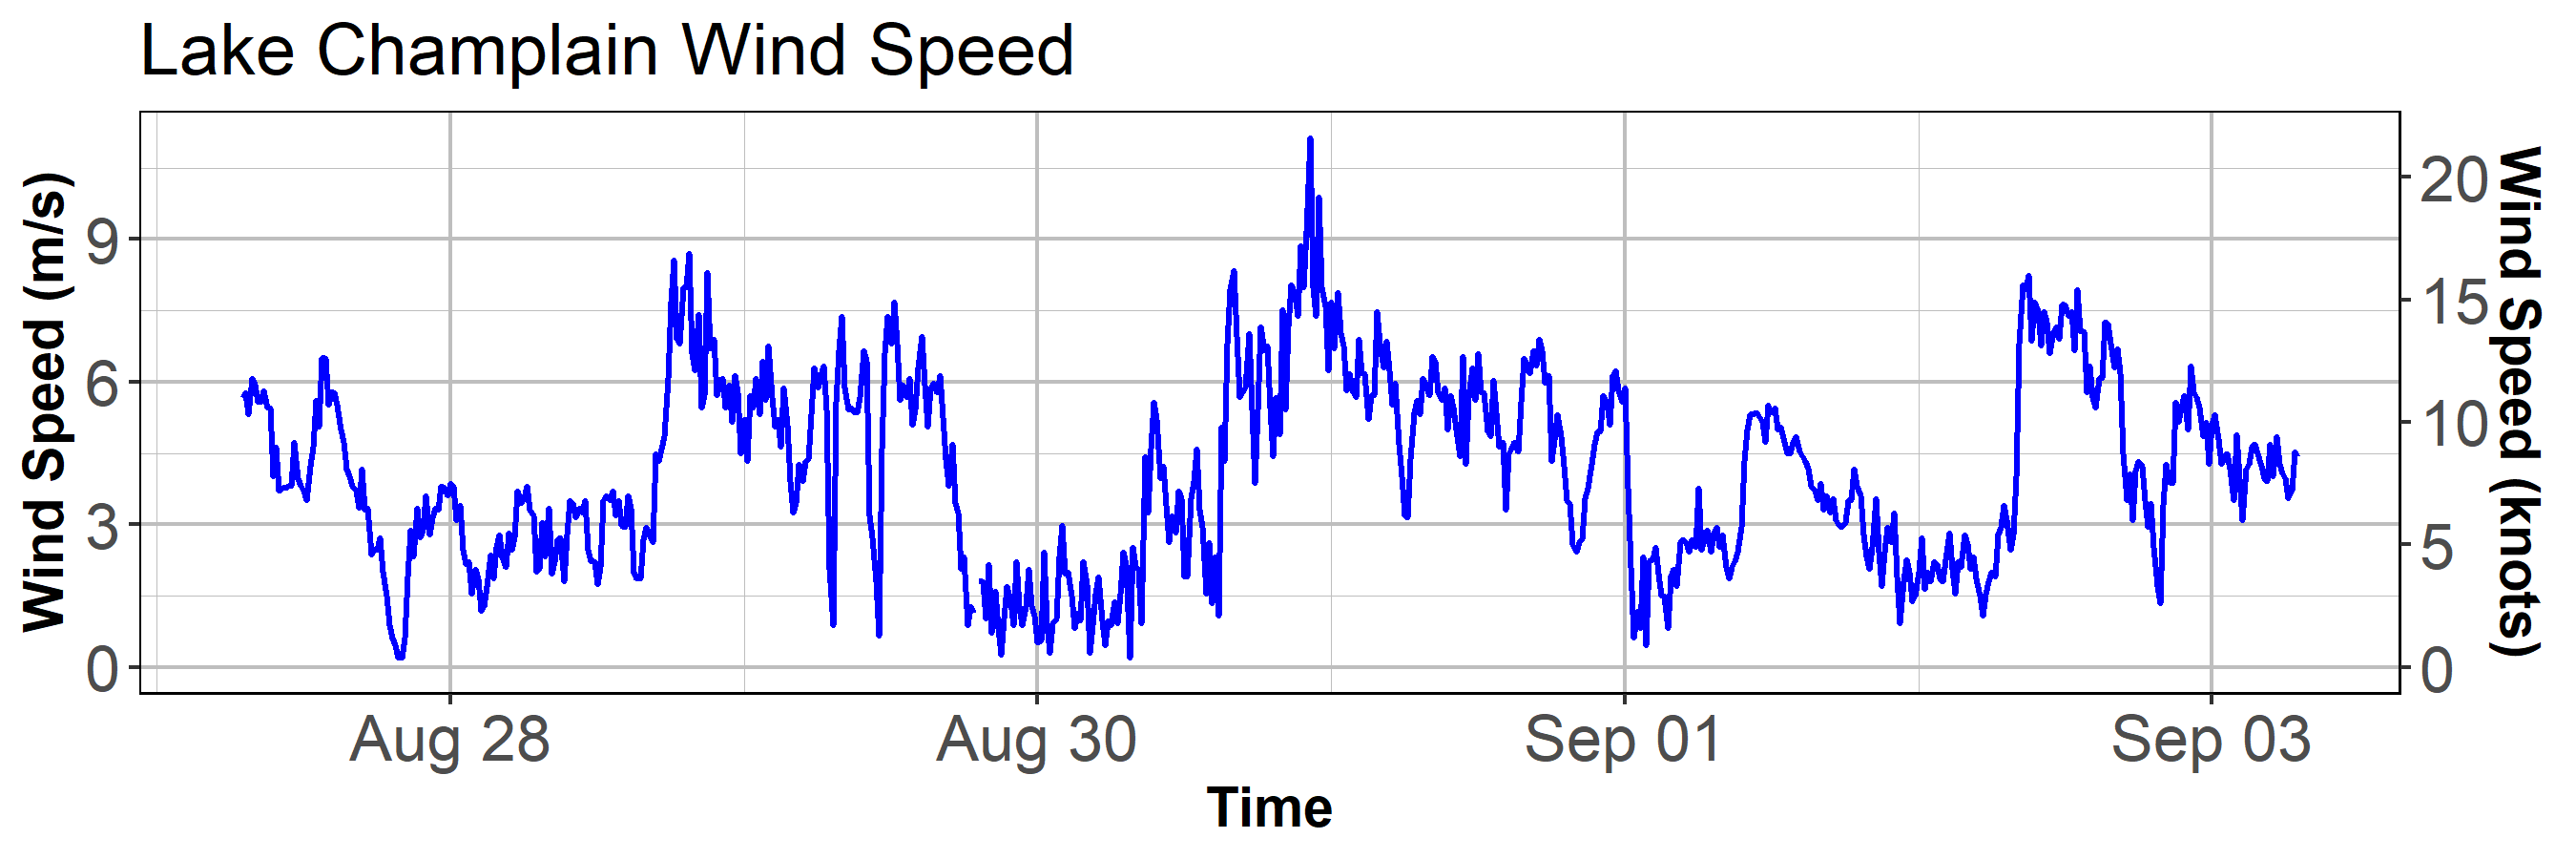 Lake Champlain Wind Speed
Wind Speed (m/s)
9
6
3
0
20
15
10
5
0
Wind Speed (knots)
Aug 28
Aug 30
Sep 01
Sep 03
Time